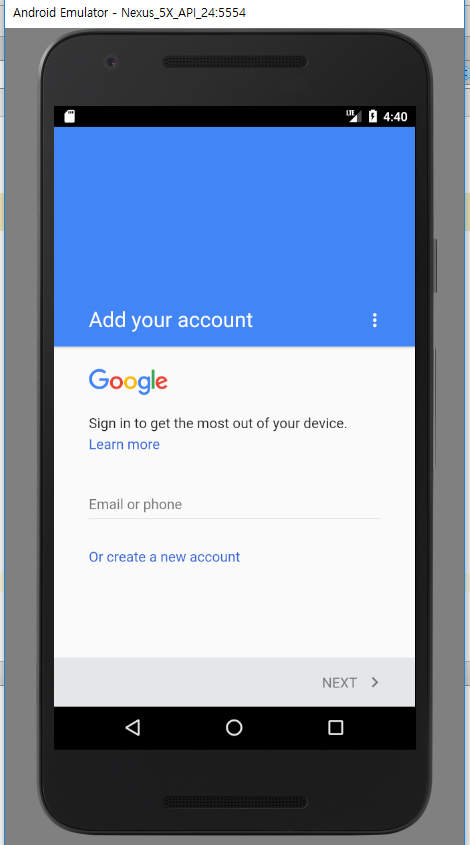 Android Emulator - Nexus_5X_API_24:5554
LTE 4:40
Add your account
Google
Sign in to get the most out of your device.
Learn more
Email or phone
Or create a new account
NEXT